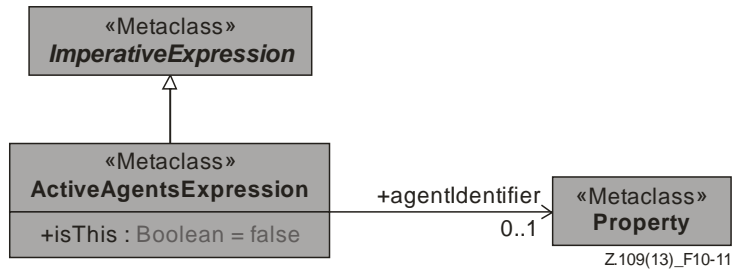 «Metaclass»
ImperativeExpression
«Metaclass»
ActiveAgentsExpression
+isThis : Boolean = false
+agentIdentifier
0..1
«Metaclass»
Property
Z.109(13)_F10-11